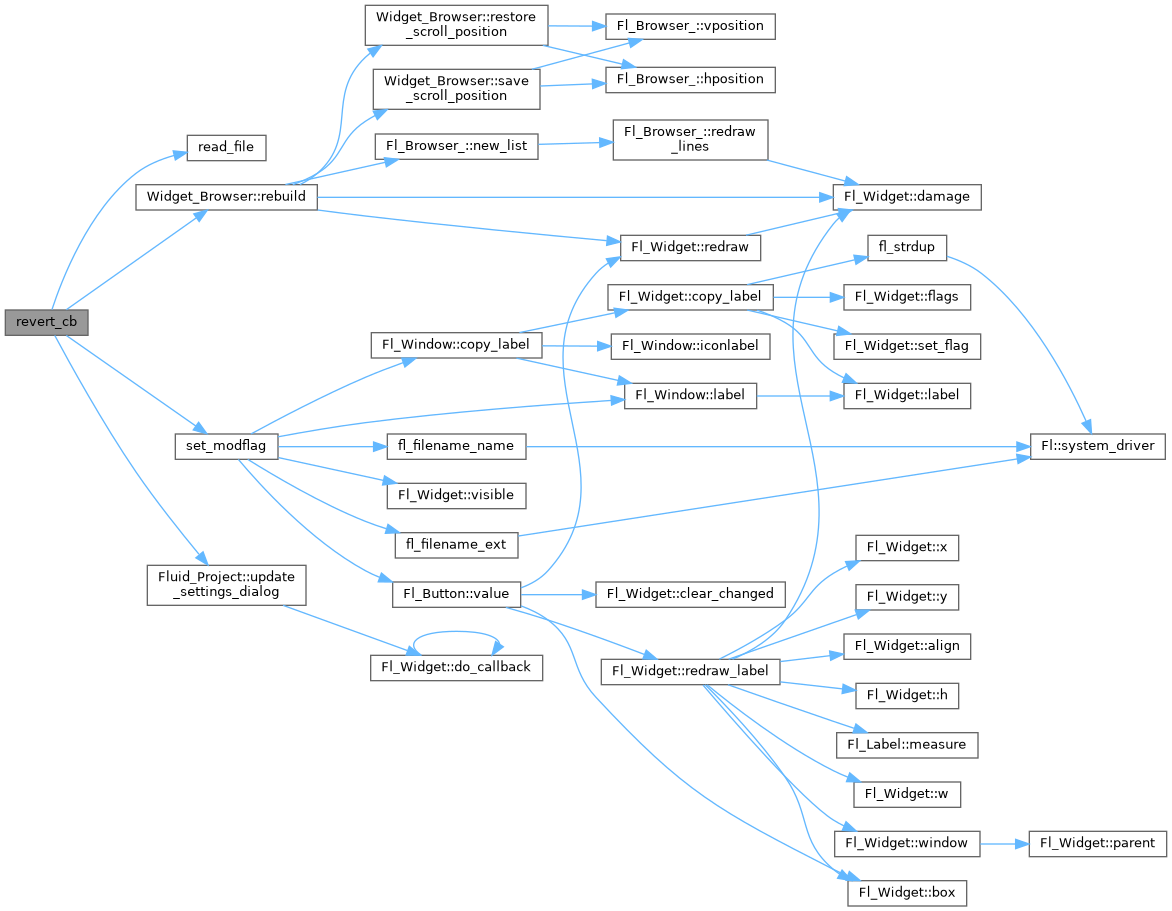 revert_cb
read_file
Widget_Browser::rebuild
set_modflag
Fluid_Project::update
_settings_dialog
Widget_Browser::restore
_scroll_position
Widget_Browser::save
_scroll_position
Fl_Browser_::new_list
Fl_Window::copy_label
fl_filename_name
Fl_Widget::visible
fl_filename_ext
Fl_Button::value
Fl_Widget::do_callback
Fl_Browser_::vposition
Fl_Browser_::hposition
Fl_Browser_::redraw
_lines
Fl_Widget::redraw
Fl_Widget::copy_label
Fl_Window::iconlabel
Fl_Window::label
Fl_Widget::clear_changed
Fl_Widget::redraw_label
Fl_Widget::damage
fl_strdup
Fl_Widget::flags
Fl_Widget::set_flag
Fl_Widget::label
Fl_Widget::x
Fl_Widget::y
Fl_Widget::align
Fl_Widget::h
Fl_Label::measure
Fl_Widget::w
Fl_Widget::window
Fl_Widget::box
Fl::system_driver
Fl_Widget::parent